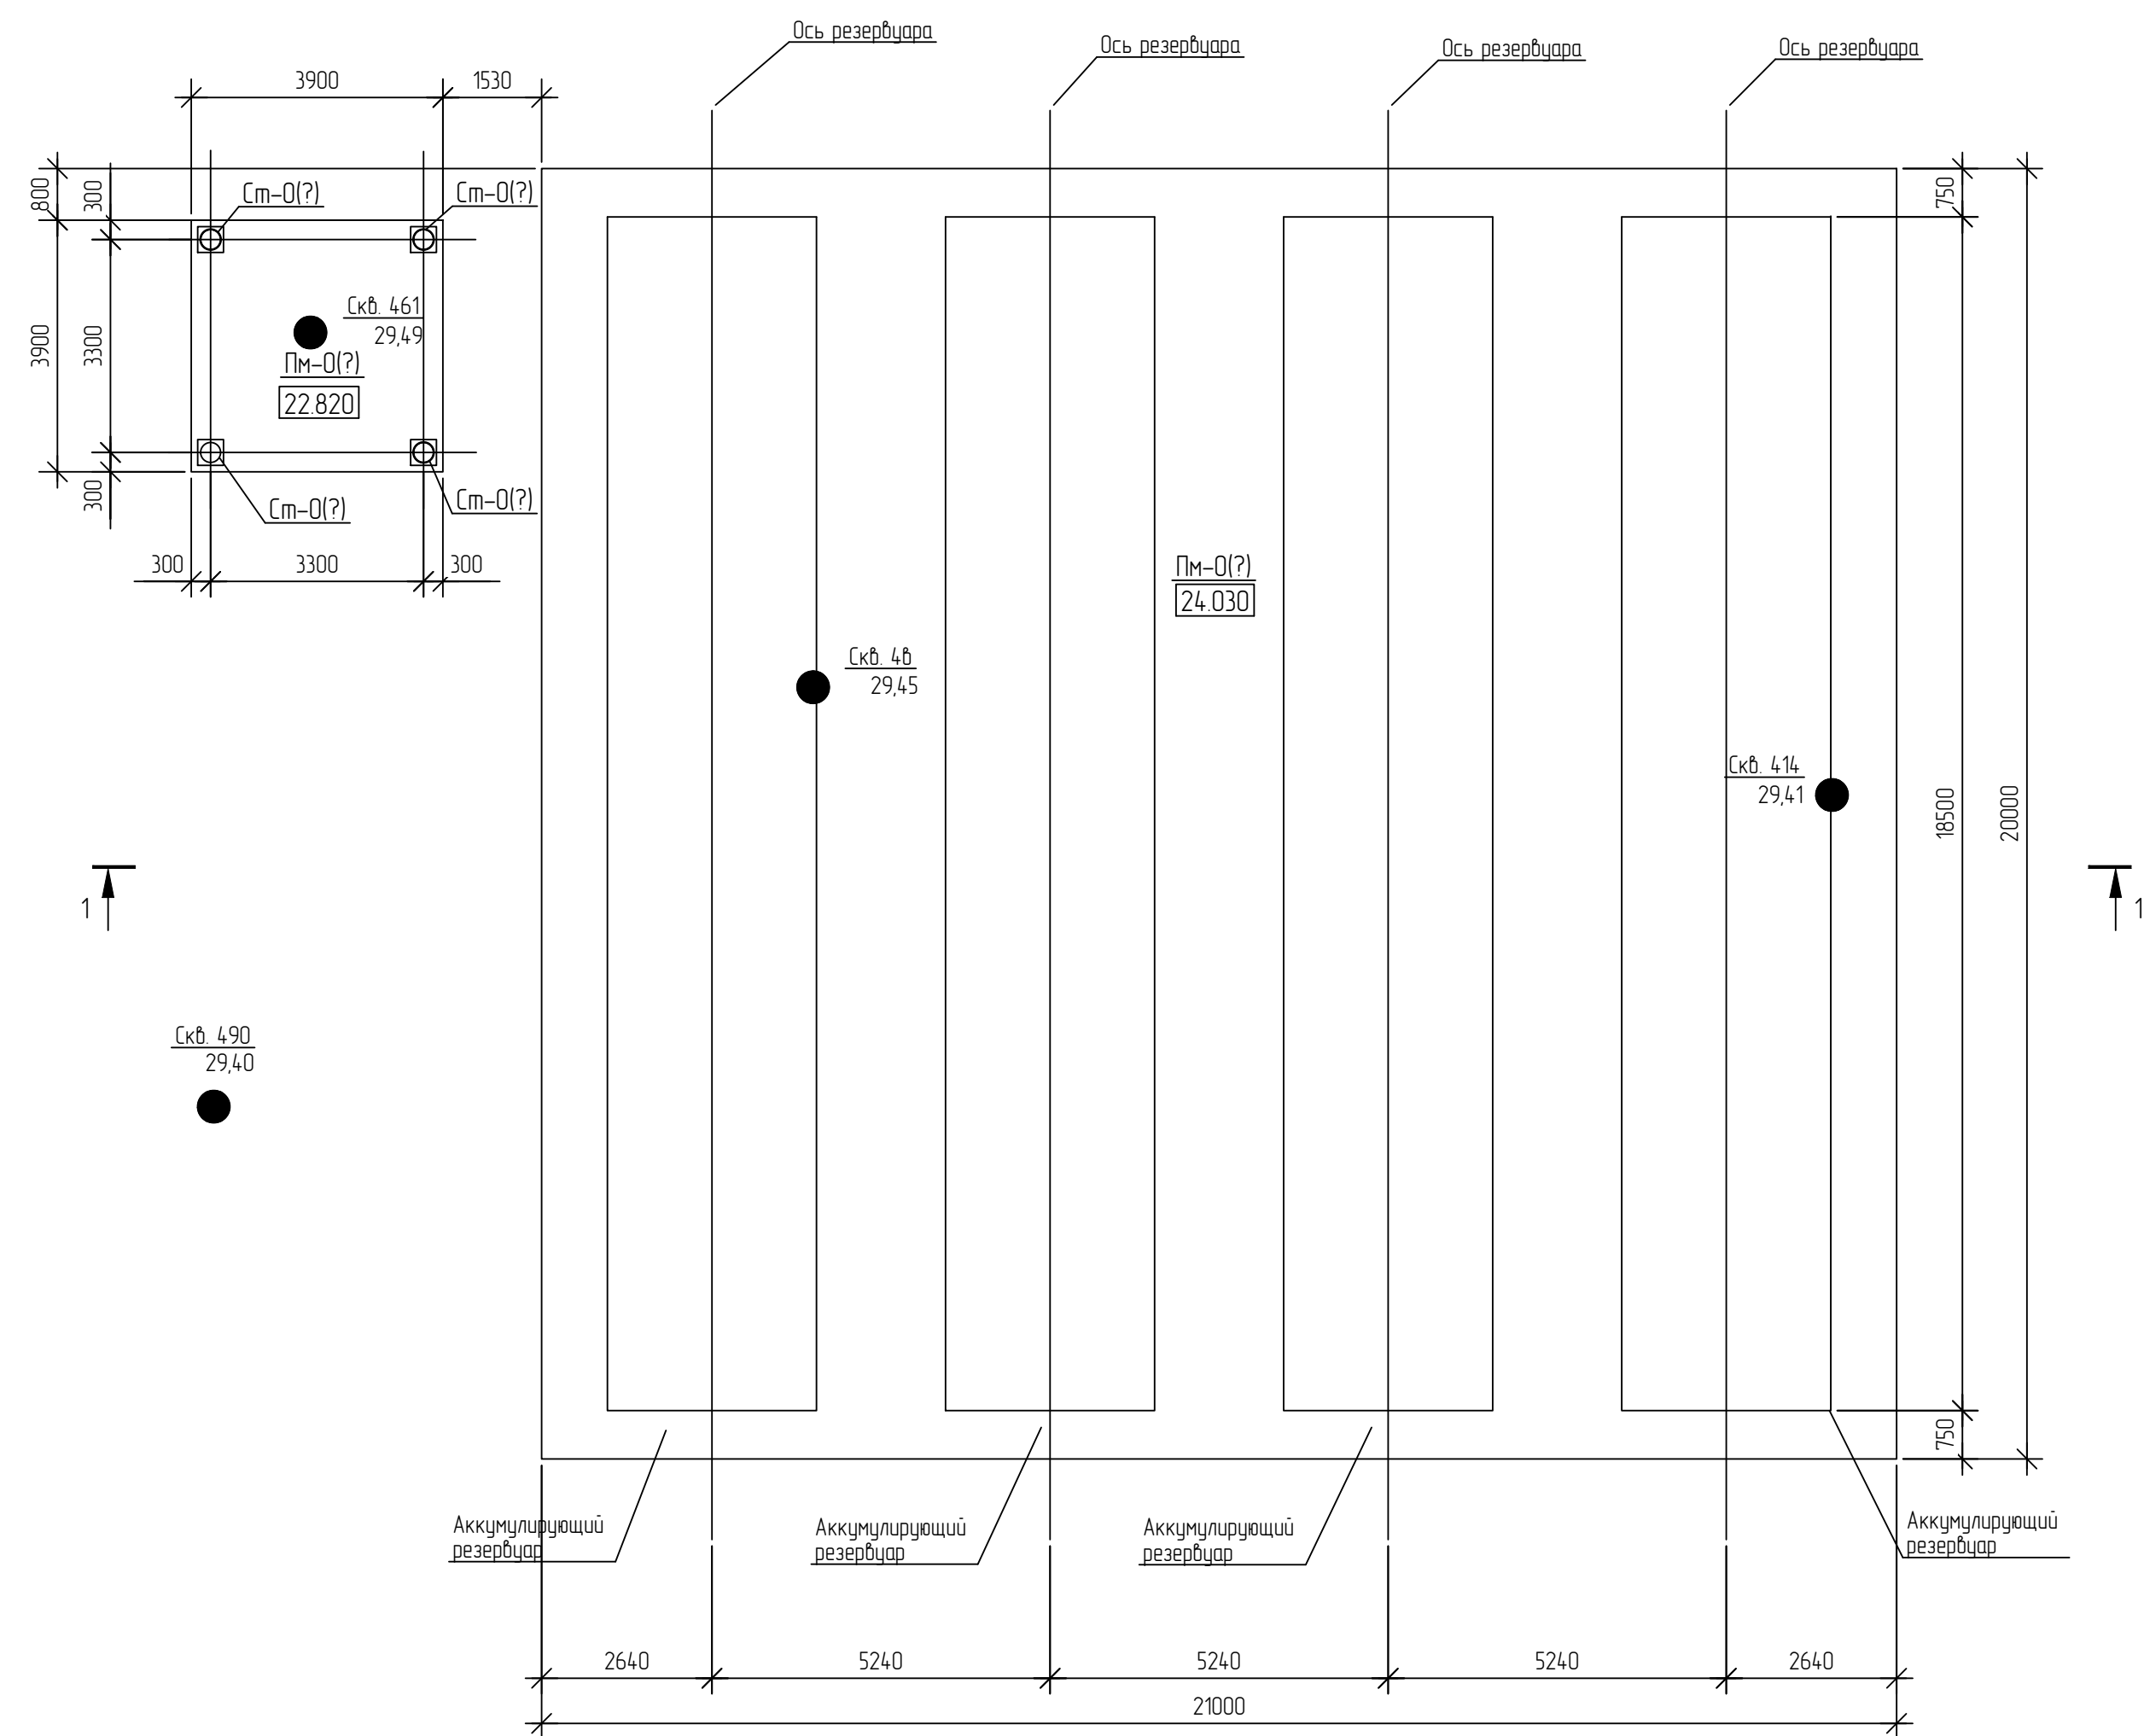 Ось резервуара
Ось резервуара
Ось резервуара
Ось резервуара
3900
1530
800
300
Ст-0(?)
Ст-0(?)
750
Скв. 461
29,49
3900
3300
Пм-0(?)
22.820
300
Ст-0(?)
Ст-0(?)
300
3300
300
Пм-0(?)
24.030
Скв. 4в
29,45
Скв. 414
29,41
18500
20000
1
1
Скв. 490
29,40
750
Аккумулирующий
резервуар
Аккумулирующий
резервуар
Аккумулирующий
резервуар
Аккумулирующий
резервуар
2640
5240
5240
5240
2640
21000